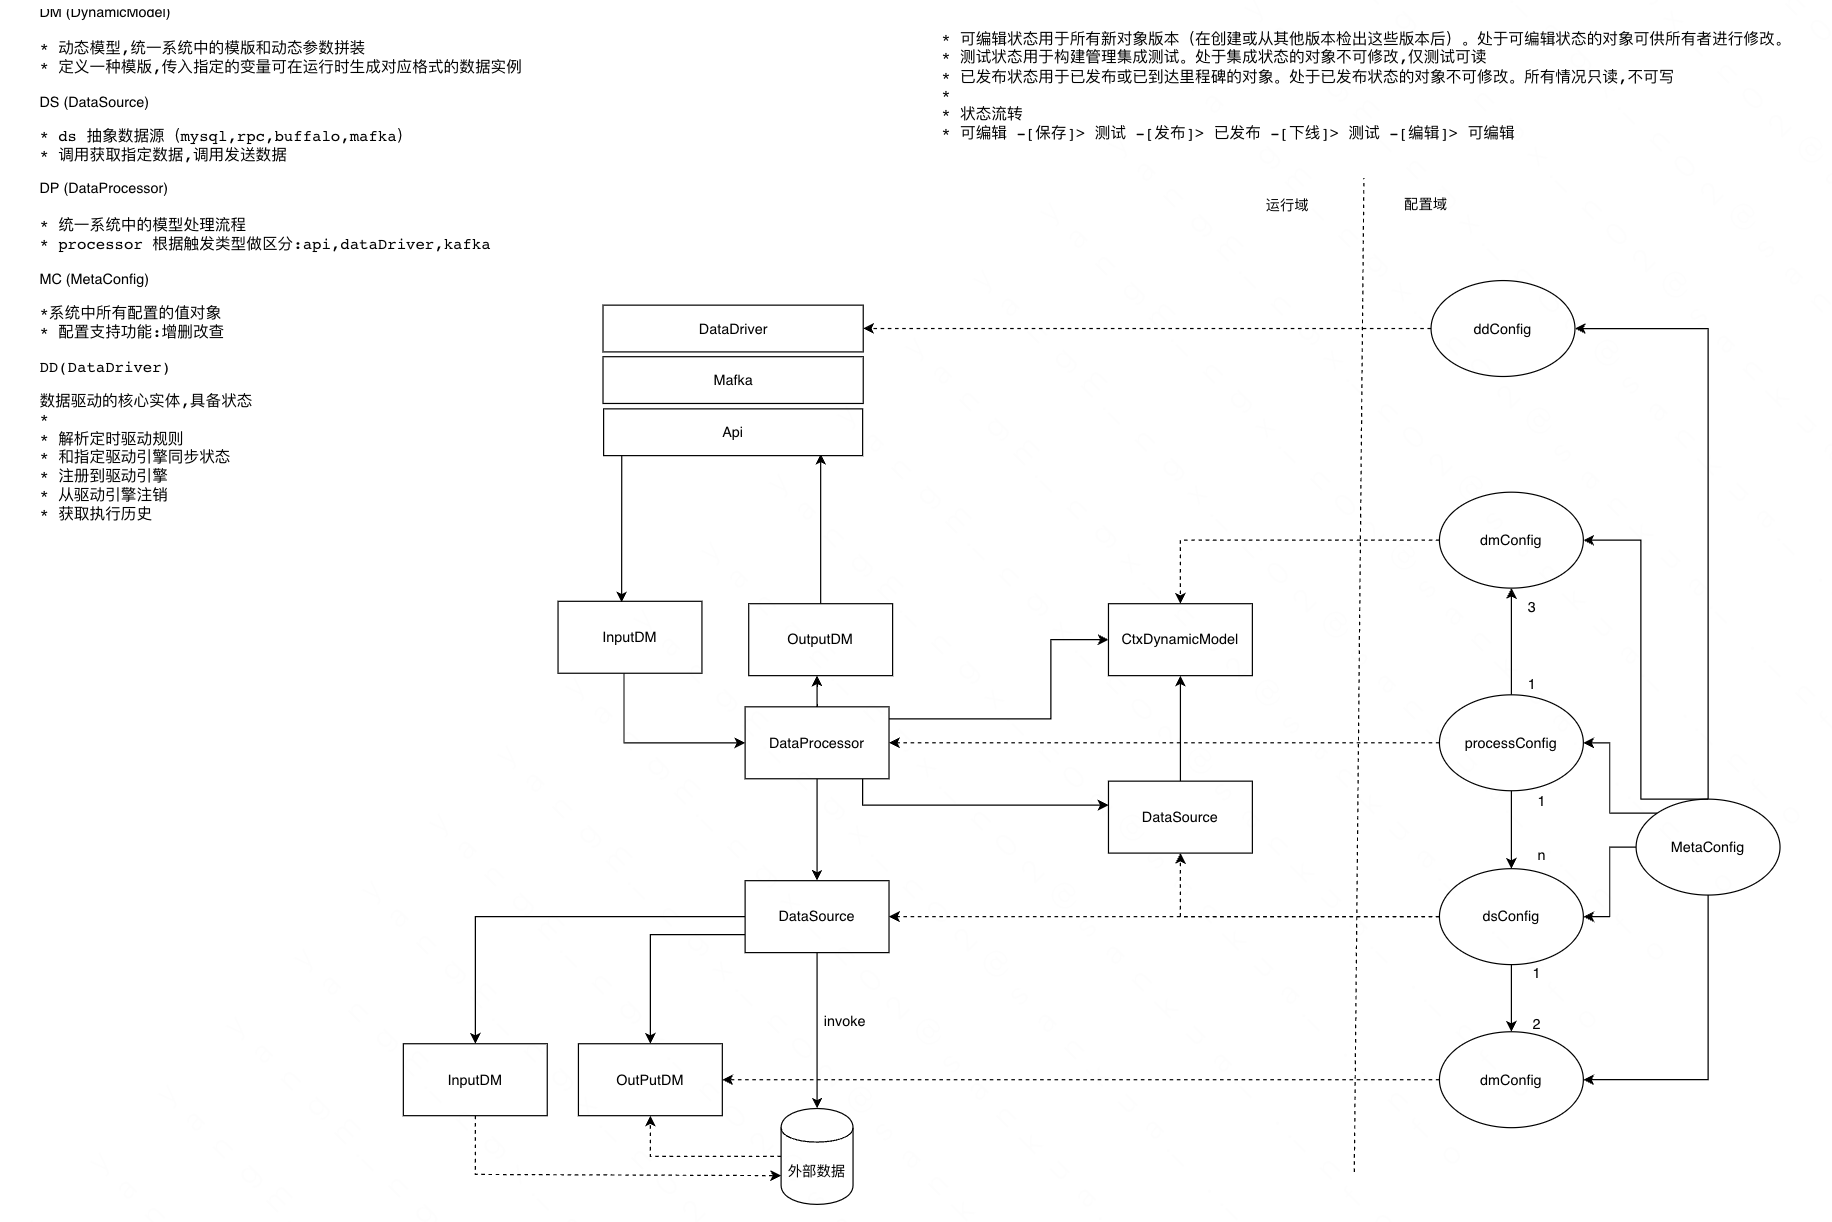 DM (DynamicModel)
* 动态模型,统一系统中的模版和动态参数拼装
* 定义一种模版,传入指定的变量可在运行时生成对应格式的数据实例
DS (DataSource)
* ds 抽象数据源 (mysql,rpc,buffalo,mafka)
* 调用获取指定数据,调用发送数据
DP (DataProcessor)
* 统一系统中的模型处理流程
* processor 根据触发类型做区分:api,dataDriver,kafka
MC (MetaConfig)
*系统中所有配置的值对象
* 配置支持功能:增删改查
DD(DataDriver)
数据驱动的核心实体,具备状态
*
* 解析定时驱动规则
* 和指定驱动引擎同步状态
* 注册到驱动引擎
* 从驱动引擎注销
* 获取执行历史
* 可编辑状态用于所有新对象版本（在创建或从其他版本检出这些版本后）。处于可编辑状态的对象可供所有者进行修改。
* 测试状态用于构建管理集成测试。处于集成状态的对象不可修改,仅测试可读
* 已发布状态用于已发布或已到达里程碑的对象。处于已发布状态的对象不可修改。所有情况只读,不可写
*
* 状态流转
* 可编辑 -[保存]> 测试 -[发布]> 已发布 -[下线]> 测试 -[编辑]> 可编辑
运行域
配置域
DataDriver
ddConfig
Mafka
Api
dmConfig
3
InputDM
OutputDM
CtxDynamicModel
1
DataProcessor
processConfig
1
DataSource
MetaConfig
n
DataSource
dsConfig
1
invoke
2
InputDM
OutPutDM
dmConfig
外部数据